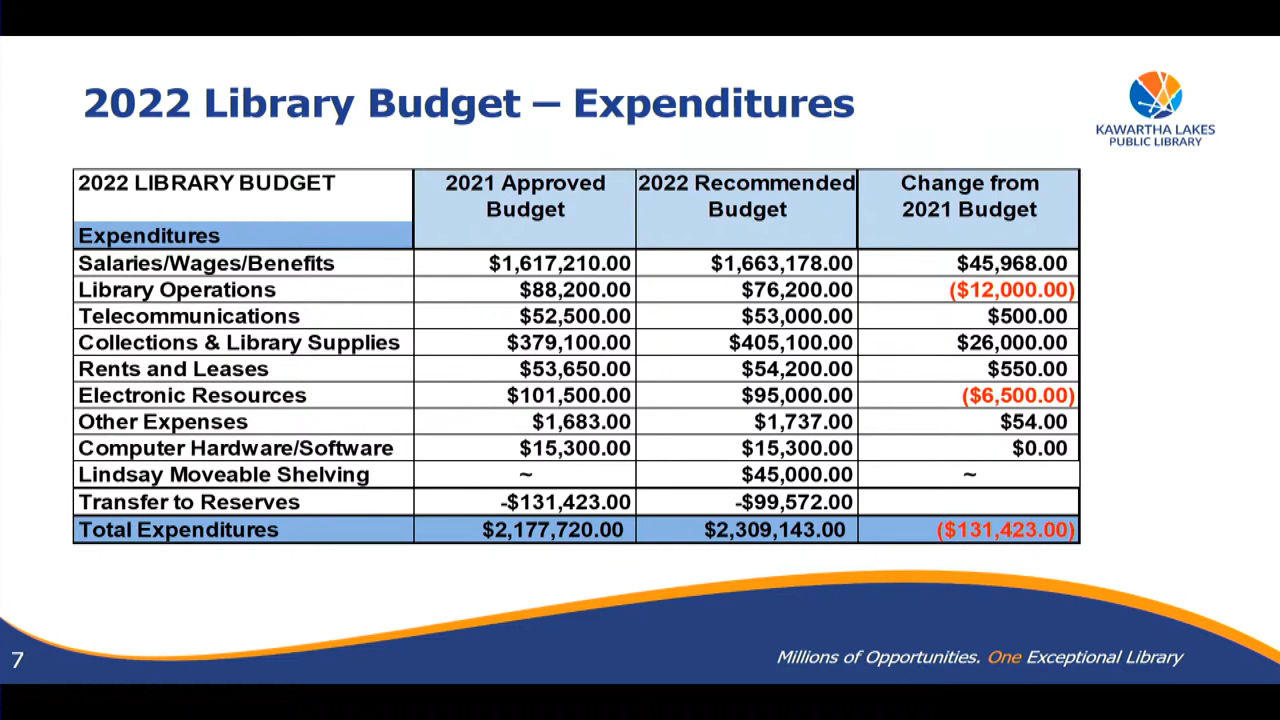 2022 Library Budget – Expenditures
KAWARTHA LAKES
PUBLIC LIBRARY
2022 LIBRARY BUDGET 2021 Approved 2022 Recommended Change from
Budget Budget 2021 Budget
Expenditures
Salaries/Wages/Benefits $1,617,210.00 $1,663,178.00 $45,968.00
Library Operations $88,200.00 $76,200.00 ($12,000.00)
Telecommunications $52,500.00 $53,000.00 $500.00
Collections & Library Supplies $379,100.00 $405,100.00 $26,000.00
Rents and Leases $53,650.00 $54,200.00 $550.00
Electronic Resources $101,500.00 $95,000.00 ($6,500.00)
Other Expenses $1,683.00 $1,737.00 $54.00
Computer Hardware/Software $15,300.00 $15,300.00 $0.00
Lindsay Moveable Shelving ~ $45,000.00 ~
Transfer to Reserves -$131,423.00 -$99,572.00
Total Expenditures $2,177,720.00 $2,309,143.00 ($131,423.00)
7
Millions of Opportunities. One Exceptional Library